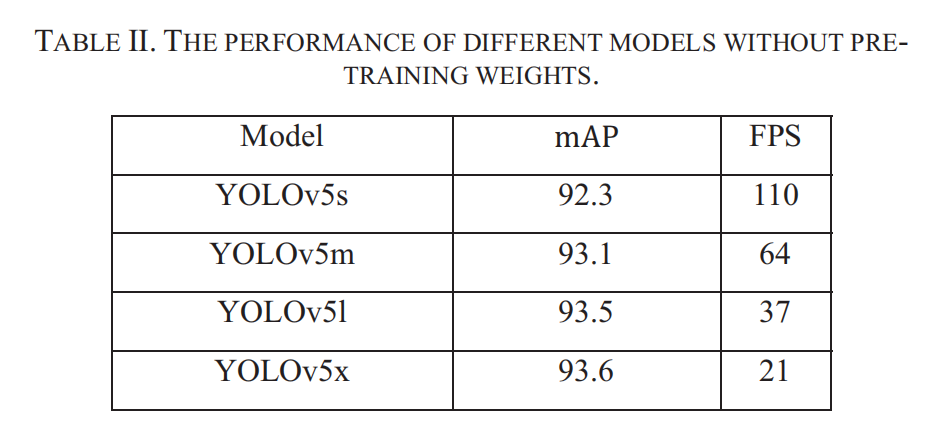 TABLE II. THE PERFORMANCE OF DIFFERENT MODELS WITHOUT PRE-
TRAINING WEIGHTS.
Model mAP FPS
YOLOv5s 92.3 110
YOLOv5m 93.1 64
YOLOv5l 93.5 37
YOLOv5x 93.6 21